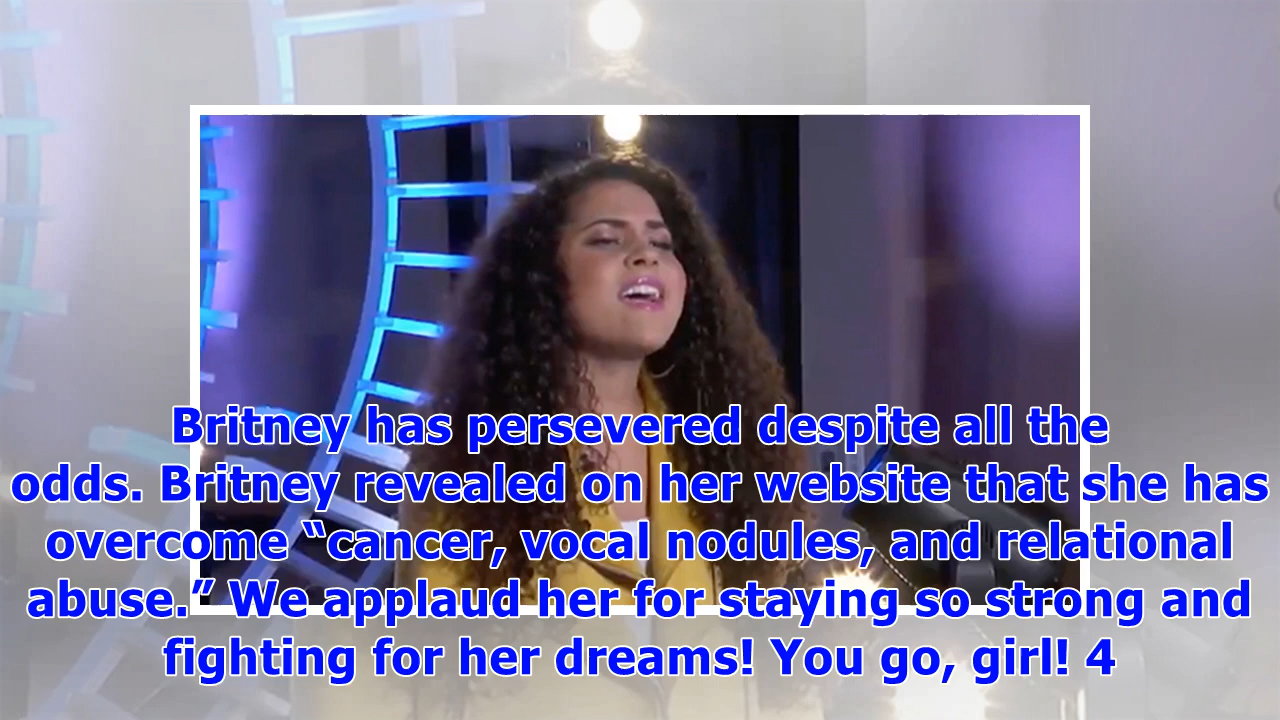 Britney has persevered despite all the
odds. Britney revealed on her website that she has
overcome “cancer, vocal nodules, and relational
abuse.” We applaud her for staying so strong and
fighting for her dreams! You go, girl! 4